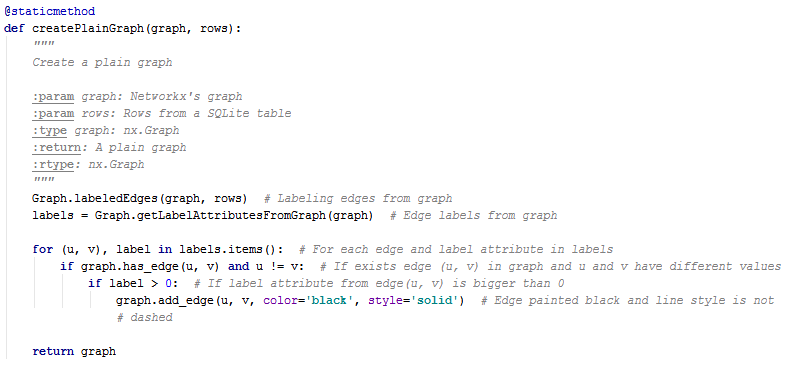 @staticmethod
def createPlainGraph(graph, rows):
"""
Create a plain graph
:param graph: Networkx's graph
:param rows: Rows from a SQLite table
:type graph: nx.Graph
:return: A plain graph
:rtype: nx.Graph
"""
Graph.labeledEdges(graph, rows)  # Labeling edges from graph
labels = Graph.getLabelAttributesFromGraph(graph)  # Edge labels from graph
for (u, v), label in labels.items():  # For each edge and label attribute in labels
if graph.has_edge(u, v) and u != v:  # If exists edge (u, v) in graph and u and v have different values
if label > 0:  # If label attribute from edge(u, v) is bigger than 0
graph.add_edge(u, v, color='black', style='solid')  # Edge painted black and line style is not
# dashed
return graph